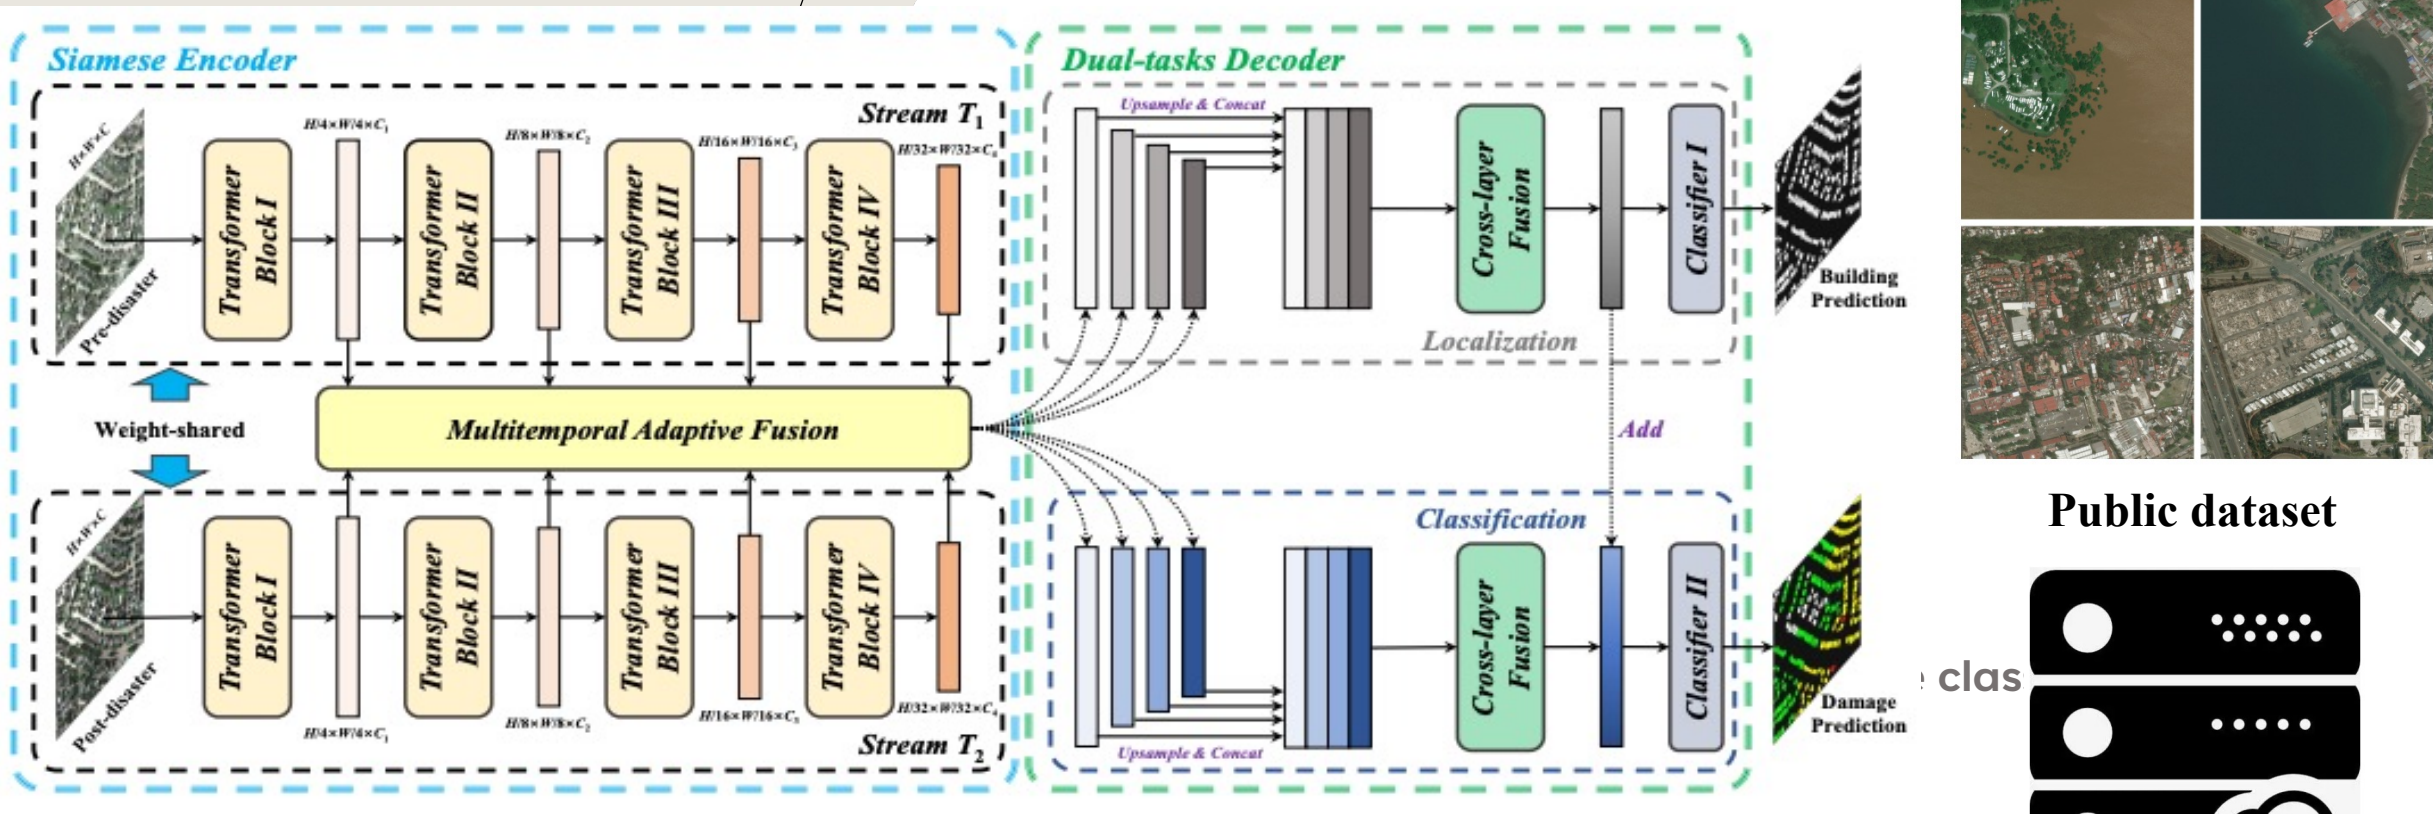 Siamese Encoder
Stream T1
H×W×C
Pre-disaster
Transformer Block I
H/4×W/4×C1
Transformer Block II
H/8×W/8×C2
Transformer Block III
H/16×W/16×C3
Transformer Block IV
H/32×W/32×C4
Weight-shared
Multitemporal Adaptive Fusion
H×W×C
Post-disaster
Transformer Block I
H/4×W/4×C1
Transformer Block II
H/8×W/8×C2
Transformer Block III
H/16×W/16×C3
Transformer Block IV
H/32×W/32×C4
Stream T2
Dual-tasks Decoder
Upsample & Concat
Cross-layer Fusion
Classifier I
Localization
Building
Prediction
Add
Classification
Cross-layer Fusion
Classifier II
Upsample & Concat
Damage
Prediction
Public dataset
e clas